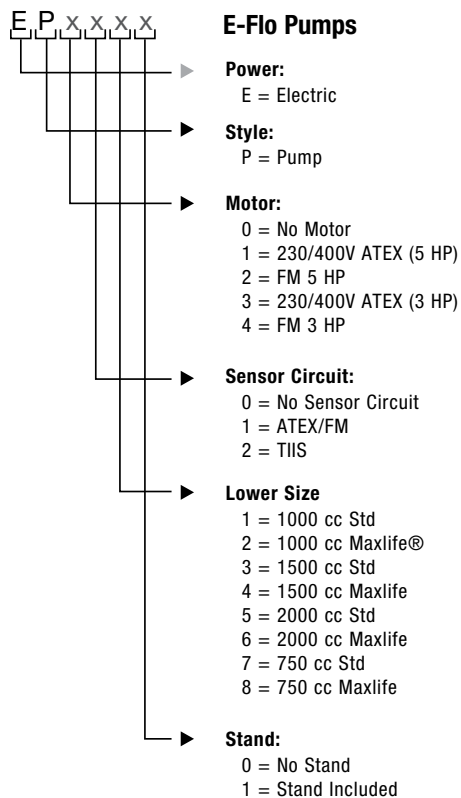 EPxxxx
E-Flo Pumps
Power:
E = Electric
Style:
P = Pump
Motor:
0 = No Motor
1 = 230/400V ATEX (5 HP)
2 = FM 5 HP
3 = 230/400V ATEX (3 HP)
4 = FM 3 HP
Sensor Circuit:
0 = No Sensor Circuit
1 = ATEX/FM
2 = TIIS
Lower Size
1 = 1000 cc Std
2 = 1000 cc Maxlife®
3 = 1500 cc Std
4 = 1500 cc Maxlife
5 = 2000 cc Std
6 = 2000 cc Maxlife
7 = 750 cc Std
8 = 750 cc Maxlife
Stand:
0 = No Stand
1 = Stand Included